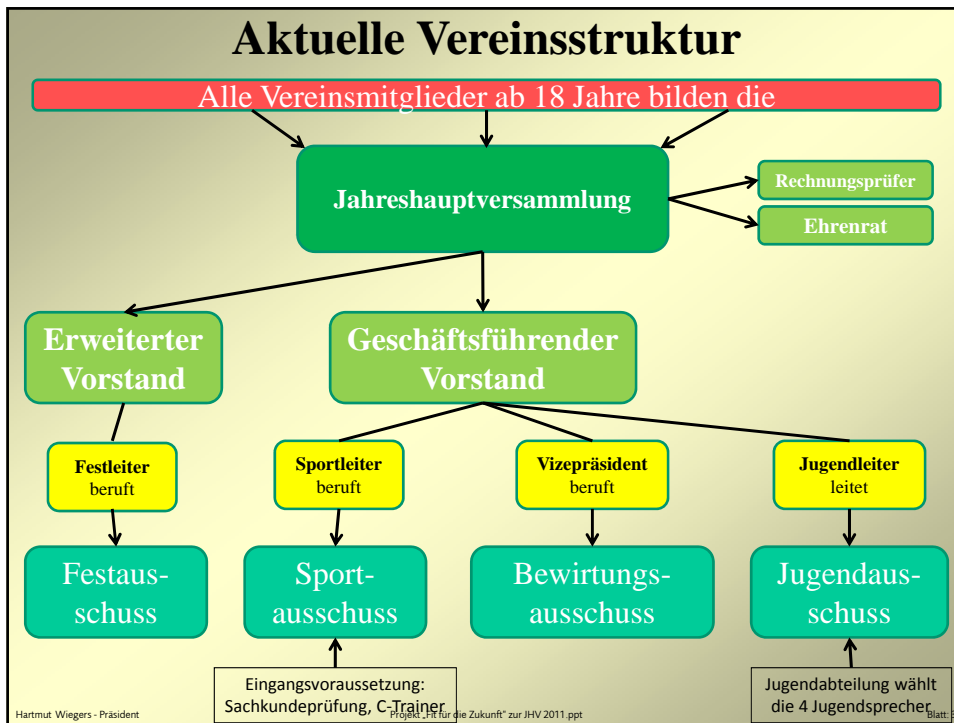 Aktuelle Vereinsstruktur
Alle Vereinsmitglieder ab 18 Jahre bilden die
Jahreshauptversammlung
Rechnungsprüfer
Ehrenrat
Erweiterter
Vorstand
Geschäftsführender
Vorstand
Festleiter
beruft
Sportleiter
beruft
Vizepräsident
beruft
Jugendleiter
leitet
Festaus-
schuss
Sport-
ausschuss
Bewirtungs-
ausschuss
Jugendaus-
schuss
Eingangsvoraussetzung:
Sachkundeprüfung, C-Trainer
Jugendabteilung wählt
die 4 Jugendsprecher
Hartmut Wiegers - Präsident
Projekt „Fit für die Zukunft" zur JHV 2011.ppt
Blatt: